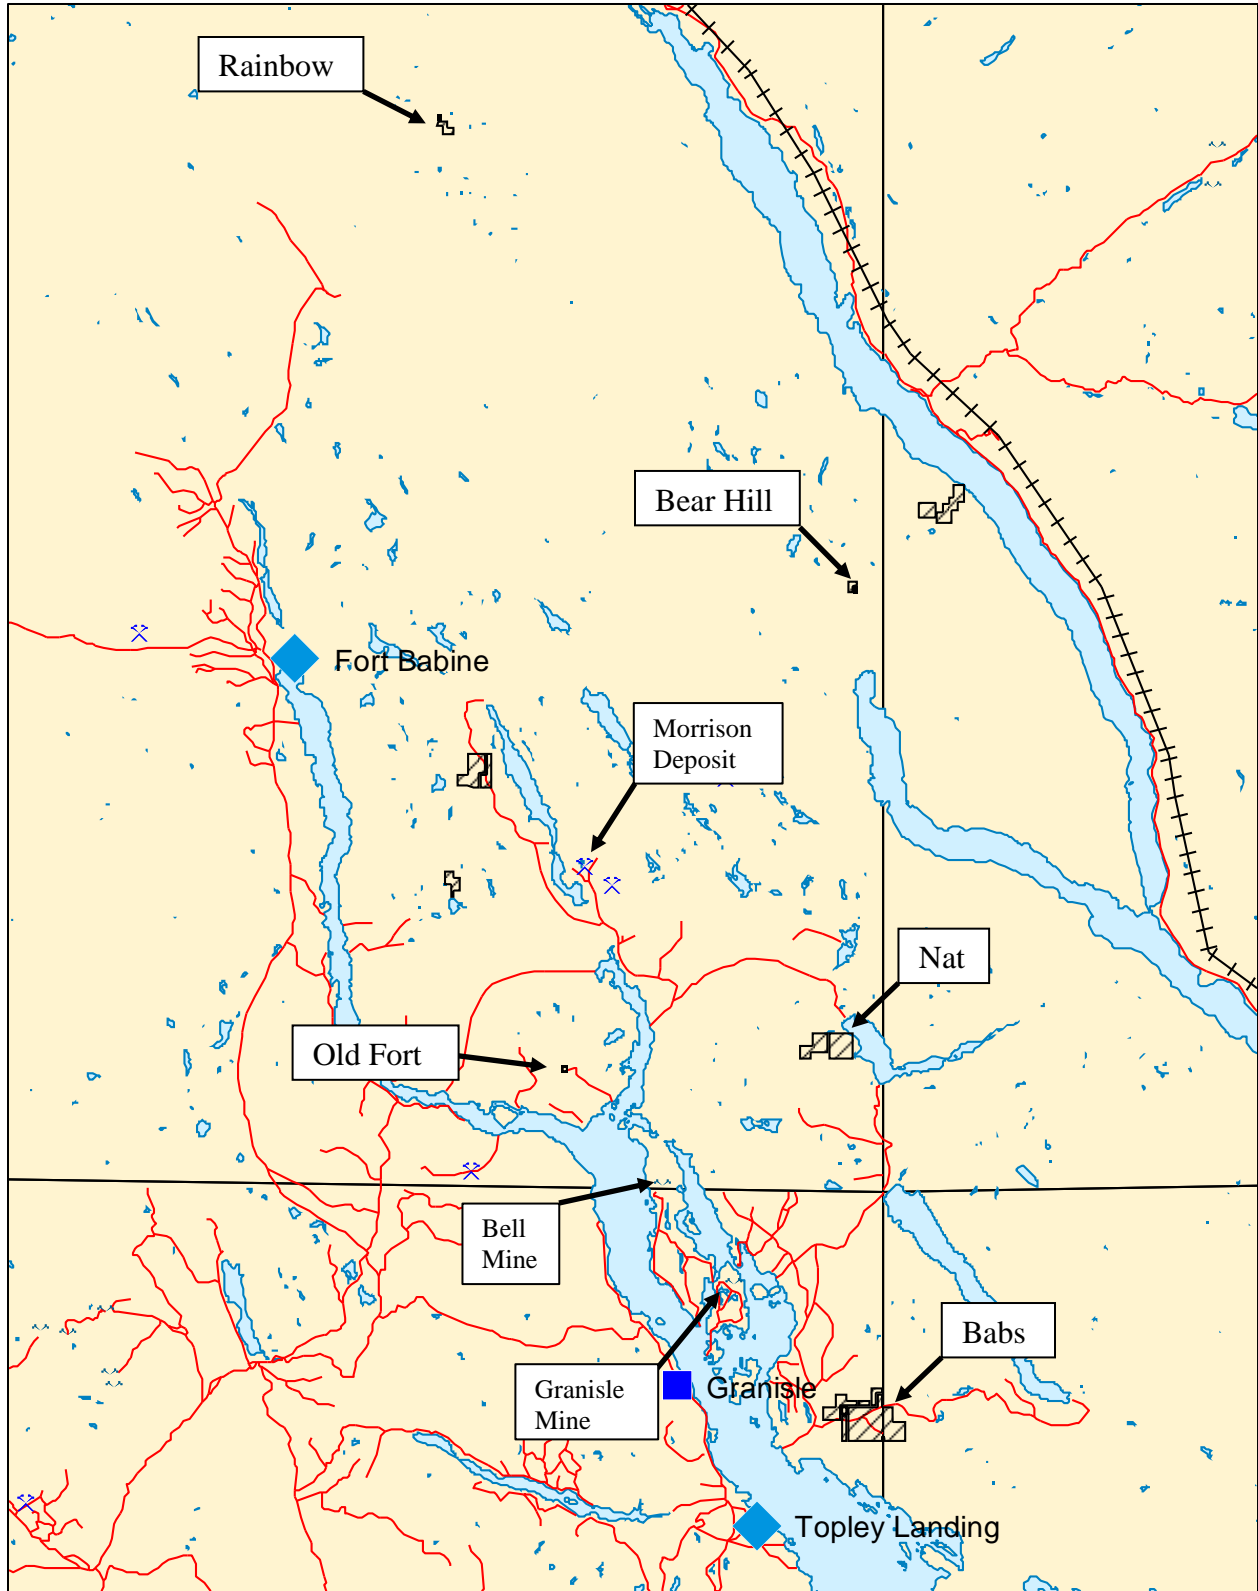 Rainbow
Bear Hill
Fort Babine
Morrison
Deposit
Nat
Old Fort
Bell
Mine
Babs
Granisle
Mine
Granisle
Topley Landing